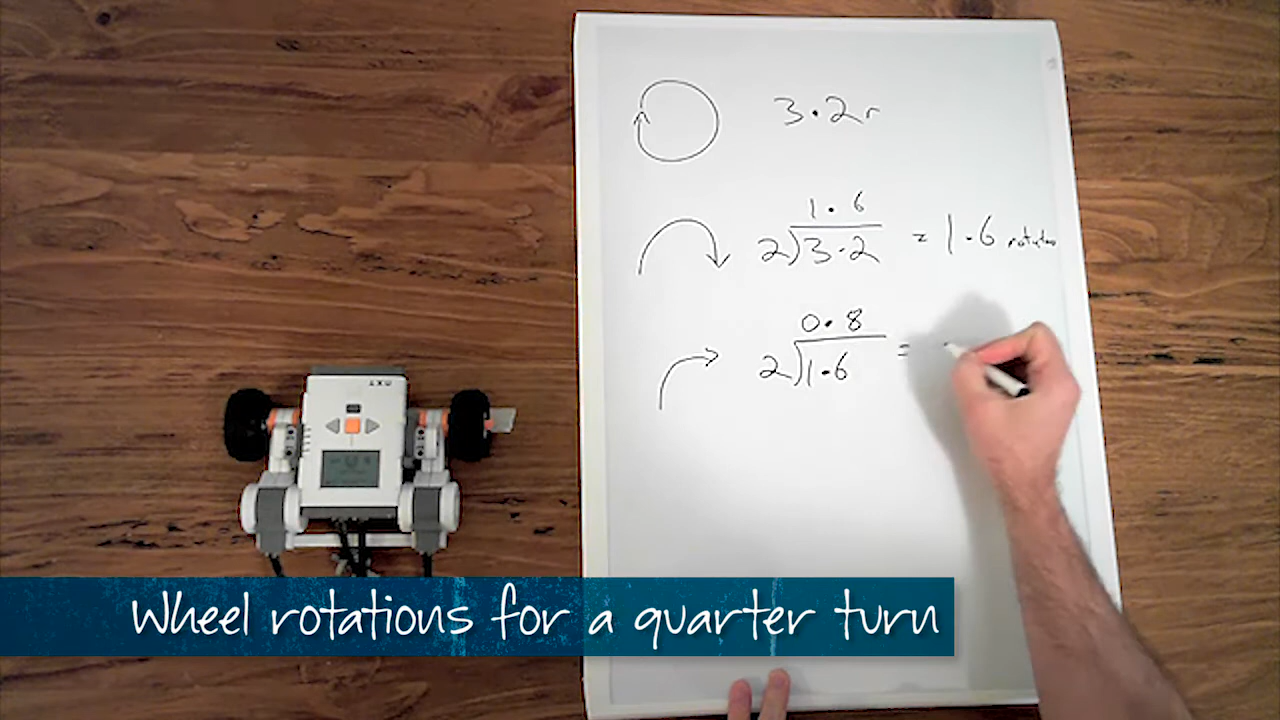 3.2r
1.6
2)3.2 = 1.6 rotations
0.8
2)1.6 =
NXT
Wheel rotations for a quarter turn